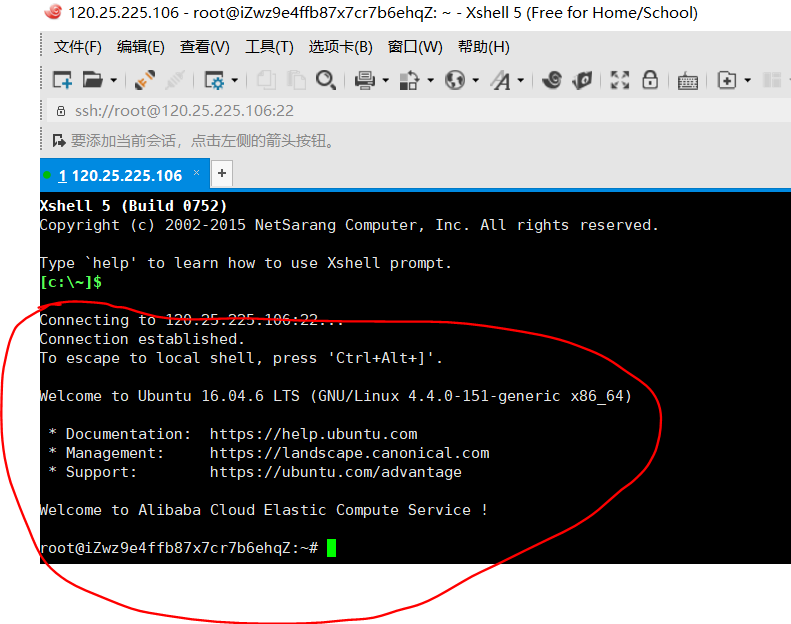 120.25.225.106 - root@iZwz9e4ffb87x7cr7b6ehqZ: ~ - Xshell 5 (Free for Home/School)
文件(F) 编辑(E) 查看(V) 工具(T) 选项卡(B) 窗口(W) 帮助(H)
ssh://root@120.25.225.106:22
要添加当前会话，点击左侧的箭头按钮。
1 120.25.225.106 × +
Xshell 5 (Build 0752)
Copyright (c) 2002-2015 NetSarang Computer, Inc. All rights reserved.
Type `help' to learn how to use Xshell prompt.
[c:\~]$
Connecting to 120.25.225.106:22...
Connection established.
To escape to local shell, press 'Ctrl+Alt+]'.
Welcome to Ubuntu 16.04.6 LTS (GNU/Linux 4.4.0-151-generic x86_64)
* Documentation:  https://help.ubuntu.com
* Management:     https://landscape.canonical.com
* Support:        https://ubuntu.com/advantage
Welcome to Alibaba Cloud Elastic Compute Service !
root@iZwz9e4ffb87x7cr7b6ehqZ:~#